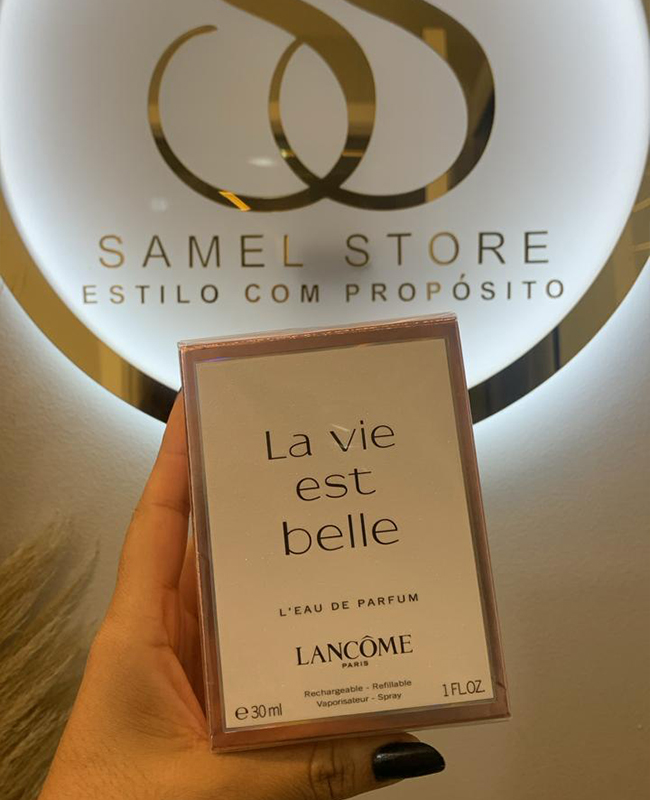 SAMEL STORE
ESTILO COM PROPÓSITO
La vie
est
belle
L'EAU DE PARFUM
LANCÔME
PARIS
Rechargeable - Refillable
Vaporisateur - Spray
e 30 ml
1 FL.OZ